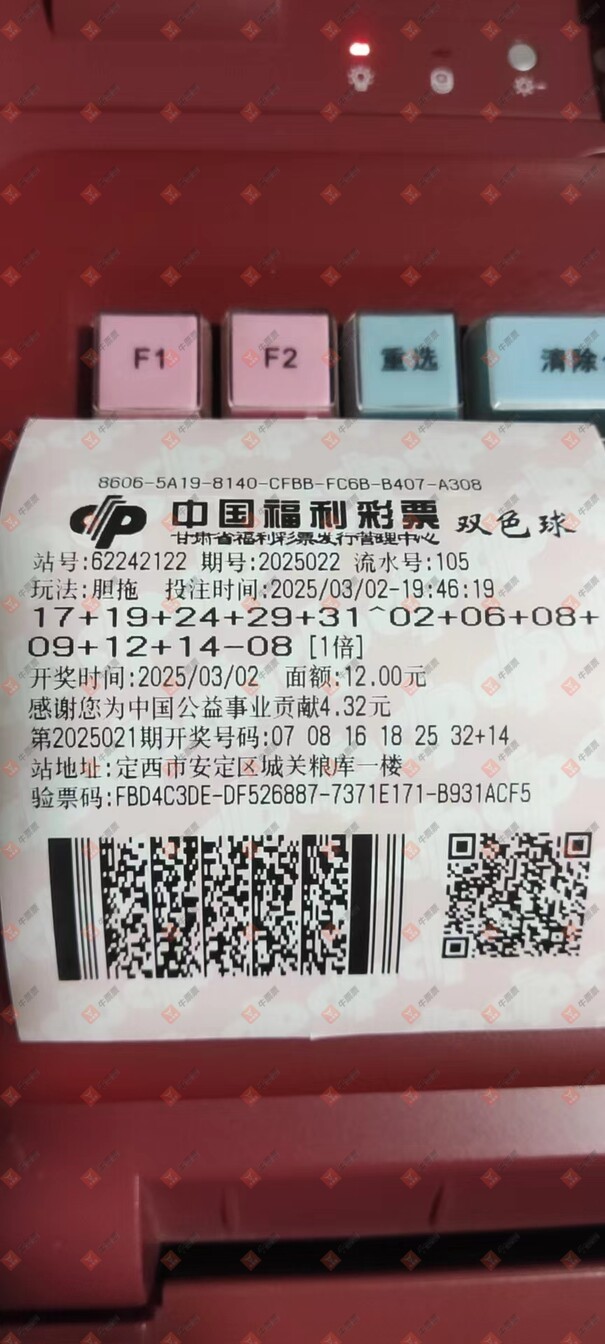 F1
F2
重选
清除
8606-5A19-8140-CFBB-FC6B-B407-A308
中国福利彩票 双色球
甘肃省福利彩票发行管理中心
站号:62242122 期号:2025022 流水号:105
玩法:胆拖 投注时间:2025/03/02-19:46:19
17+19+24+29+31^02+06+08+
09+12+14-08 [1倍]
开奖时间:2025/03/02 面额:12.00元
感谢您为中国公益事业贡献4.32元
第2025021期开奖号码:07 08 16 18 25 32+14
站地址:定西市安定区城关粮库一楼
验票码:FBD4C3DE-DF526887-7371E171-B931ACF5